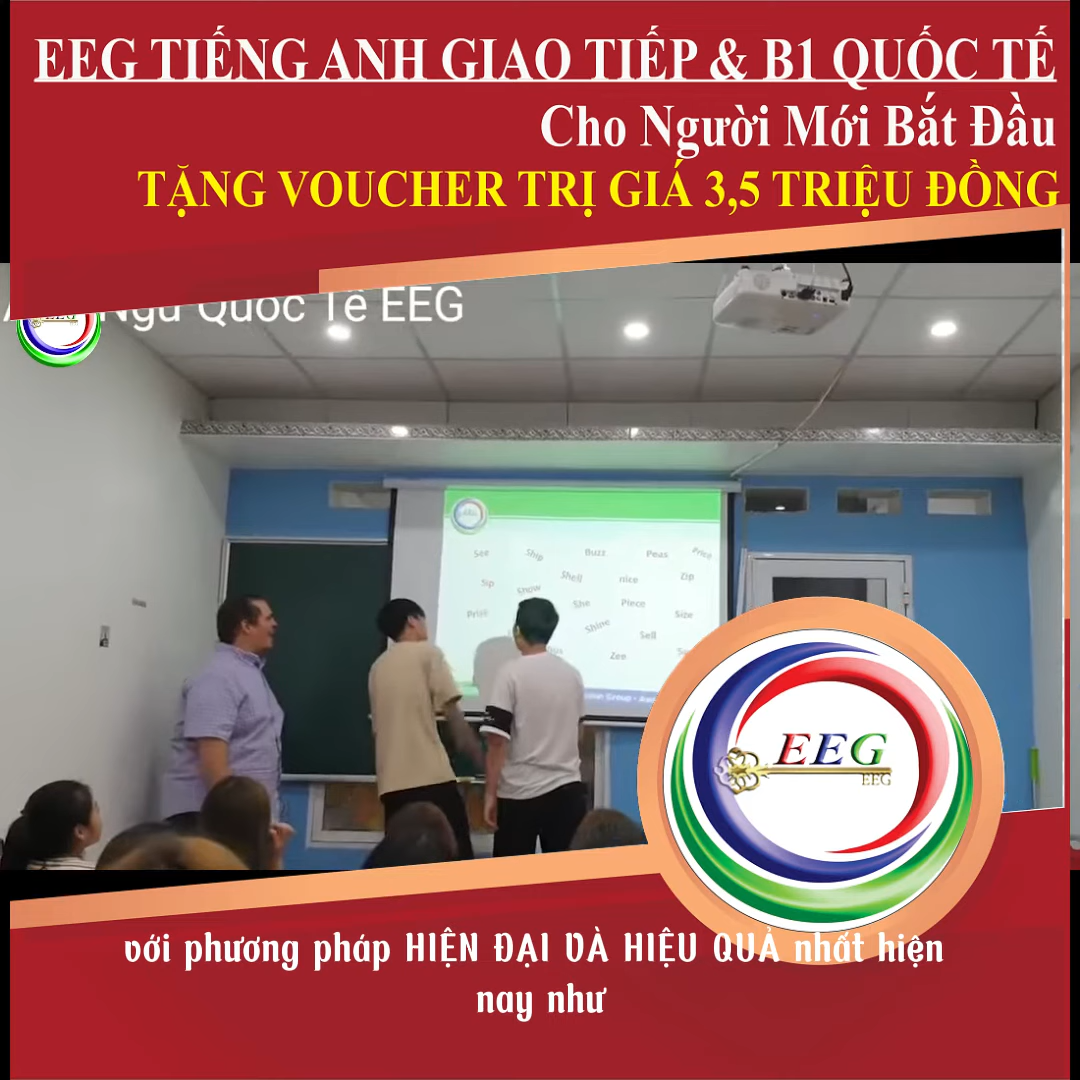 EEG TIẾNG ANH GIAO TIẾP & B1 QUỐC TẾ
Cho Người Mới Bắt Đầu
TẶNG VOUCHER TRỊ GIÁ 3,5 TRIỆU ĐỒNG
Ngữ Quốc Tế EEG
EEG
See Ship Buzz Peas Price
Sip Show Shell nice Zip
She Piece Size
Shine Sell
Zee
EEG
EEG
với phương pháp HIỆN ĐẠI VÀ HIỆU QUẢ nhất hiện
nay như